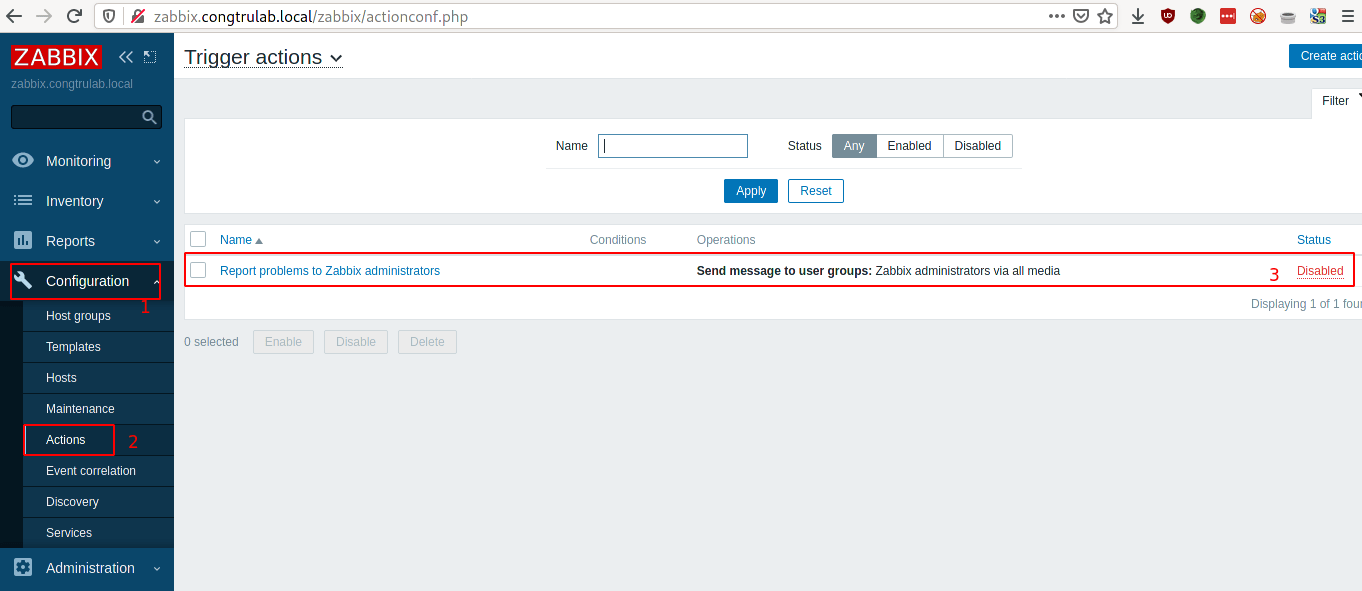 zabbix.congtrulab.local/zabbix/actionconf.php
ZABBIX
zabbix.congtrulab.local
Monitoring
Inventory
Reports
Configuration
1
Host groups
Templates
Hosts
Maintenance
Actions 2
Event correlation
Discovery
Services
Administration
Trigger actions
Create actio
Filter
Name Status Any Enabled Disabled
Apply Reset
Name Conditions Operations Status
Report problems to Zabbix administrators Send message to user groups: Zabbix administrators via all media 3 Disabled
Displaying 1 of 1 foun
0 selected Enable Disable Delete